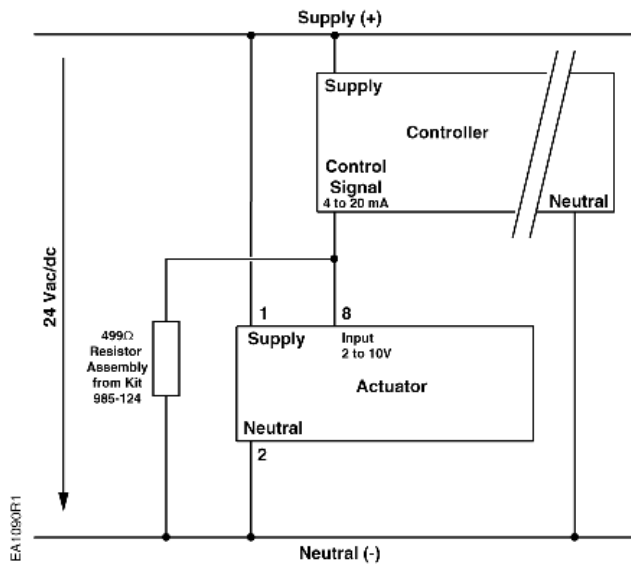 Supply (+)
Supply
Controller
Control
Signal
4 to 20 mA
Neutral
24 Vac/dc
1
8
499Ω
Resistor
Assembly
from Kit
985-124
Supply
Input
2 to 10V
Actuator
Neutral
2
EA1090R1
Neutral (-)